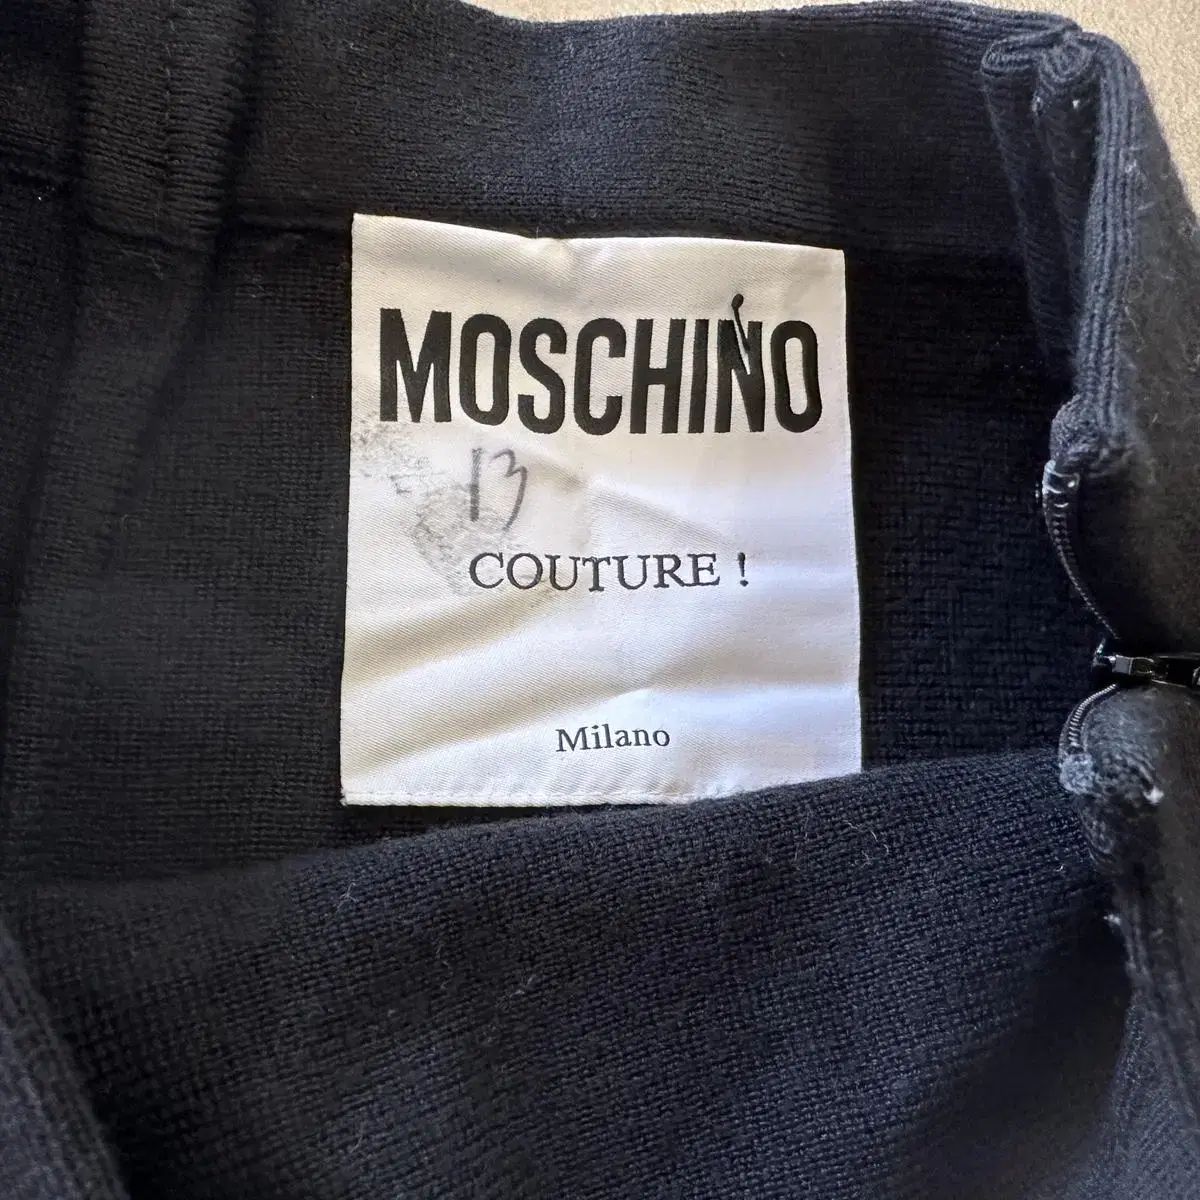 MOSCHINO
13
COUTURE !
Milano